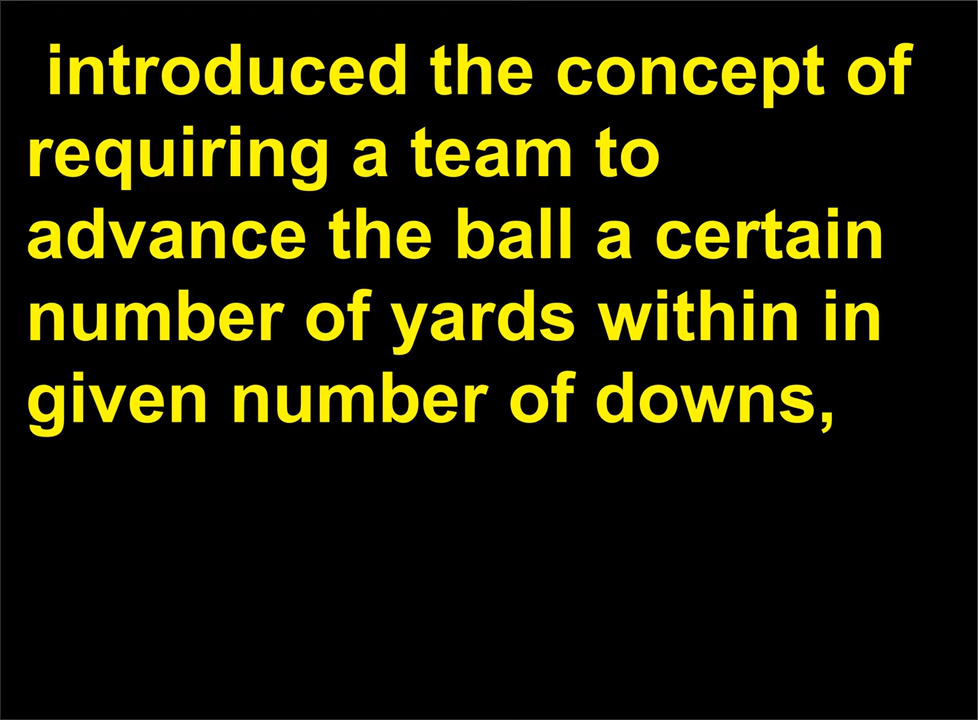 introduced the concept of
requiring a team to
advance the ball a certain
number of yards within in
given number of downs,